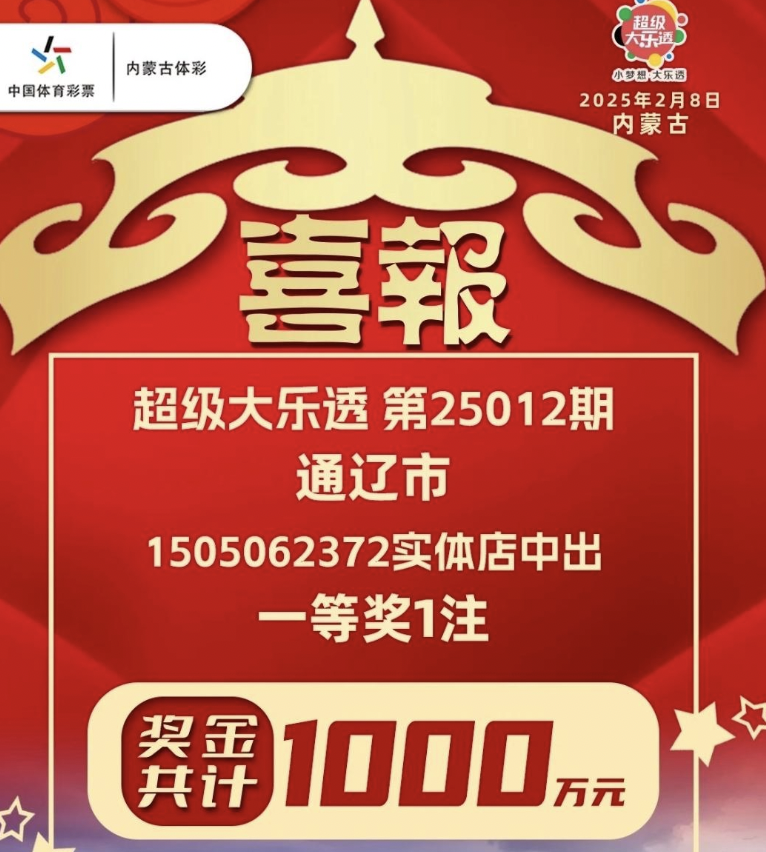 中国体育彩票
内蒙古体彩
超级
大乐透
小梦想 大乐透
2025年2月8日
内蒙古
喜報
超级大乐透 第25012期
通辽市
1505062372实体店中出
一等奖1注
奖金
共计
1000万元